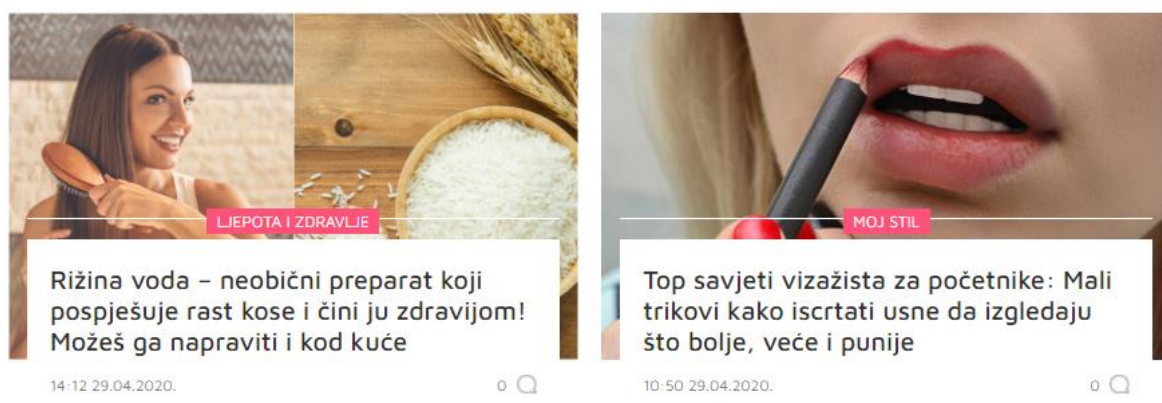 LJEPOTA I ZDRAVLJE
Rižina voda – neobični preparat koji
pospješuje rast kose i čini ju zdravijom!
Možeš ga napraviti i kod kuće
14:12 29.04.2020.
0
MOJ STIL
Top savjeti vizažista za početnike: Mali
trikovi kako iscrtati usne da izgledaju
što bolje, veće i punije
10:50 29.04.2020.
0